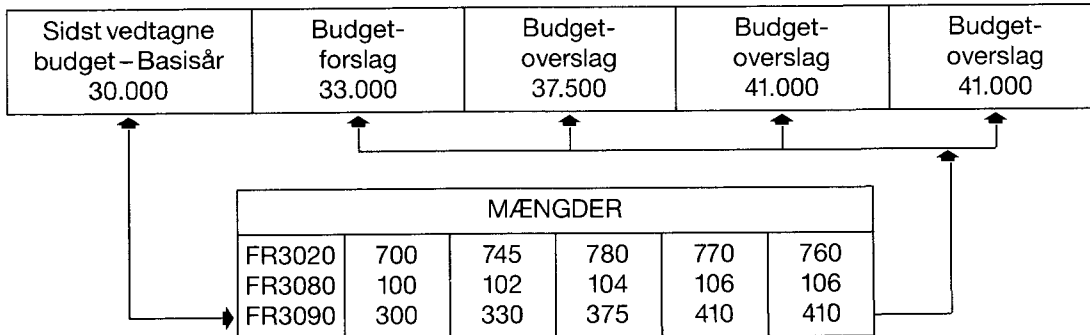 Sidst vedtagne budget – Basisår 30.000
Budget- forslag 33.000
Budget- overslag 37.500
Budget- overslag 41.000
Budget- overslag 41.000
MÆNGDER
FR3020 700 745 780 770 760
FR3080 100 102 104 106 106
FR3090 300 330 375 410 410